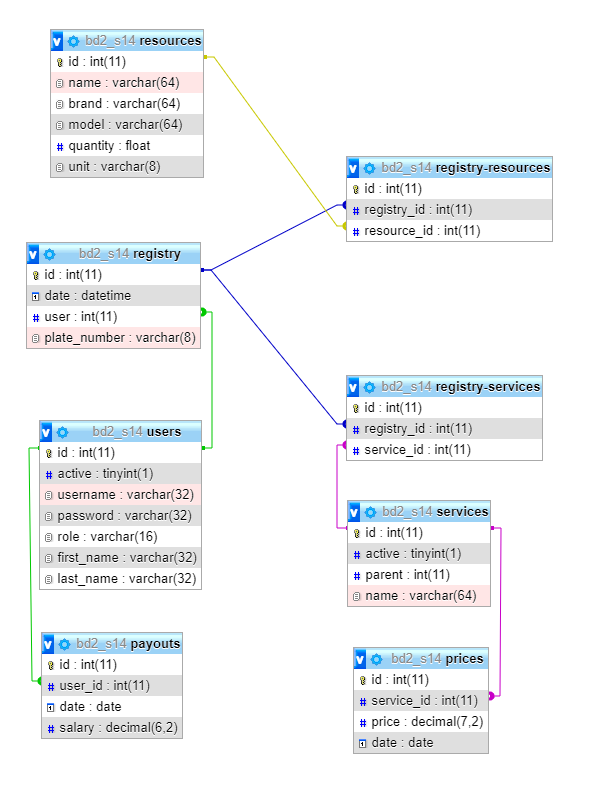 bd2_s14 resources
id : int(11)
name : varchar(64)
brand : varchar(64)
model : varchar(64)
# quantity : float
unit : varchar(8)
bd2_s14 registry-resources
id : int(11)
# registry_id : int(11)
# resource_id : int(11)
bd2_s14 registry
id : int(11)
date : datetime
# user : int(11)
plate_number : varchar(8)
bd2_s14 registry-services
id : int(11)
# registry_id : int(11)
# service_id : int(11)
bd2_s14 users
id : int(11)
# active : tinyint(1)
username : varchar(32)
password : varchar(32)
role : varchar(16)
first_name : varchar(32)
last_name : varchar(32)
bd2_s14 services
id : int(11)
# active : tinyint(1)
# parent : int(11)
name : varchar(64)
bd2_s14 payouts
id : int(11)
# user_id : int(11)
date : date
# salary : decimal(6,2)
bd2_s14 prices
id : int(11)
# service_id : int(11)
# price : decimal(7,2)
date : date